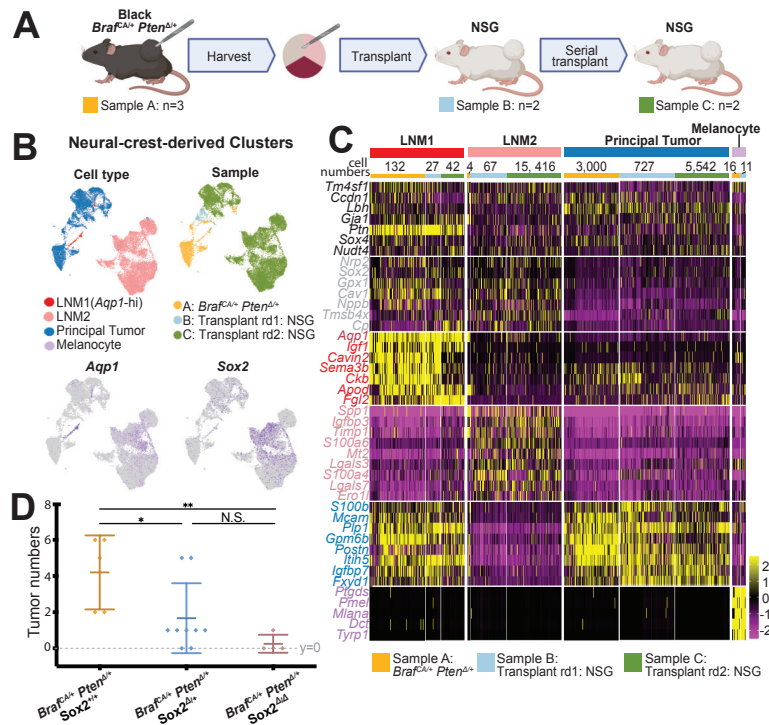 A
Black
Braf^CA/+ Pten^Δ/+
Harvest
Transplant
NSG
Serial
transplant
NSG
Sample A: n=3
Sample B: n=2
Sample C: n=2
B
Neural-crest-derived Clusters
Cell type
Sample
LNM1(Aqp1-hi)
LNM2
Principal Tumor
Melanocyte
A: Braf^CA/+ Pten^Δ/+
B: Transplant rd1: NSG
C: Transplant rd2: NSG
Aqp1
Sox2
C
LNM1
LNM2
Principal Tumor
Melanocyte
cell
numbers
132 27 42 4 67 15, 416 3,000 727 5,542 16 11
Tm4sf1
Ccdn1
Lbh
Gja1
Ptn
Sox4
Nudt4
Nrp2
Sox2
Gpx1
Cav1
Nppb
Tmsb4x
Cp
Aqp1
Igf1
Cavin2
Sema3b
Ckb
Apod
Fgl2
Spp1
Igfbp3
Timp1
S100a6
Mt2
Lgals3
S100a4
Lgals7
Ero1l
S100b
Mcam
Plp1
Gpm6b
Postn
Itih5
Igfbp7
Fxyd1
Ptgds
Pmel
Mlana
Dct
Tyrp1
2
1
0
-1
-2
Sample A:
Braf^CA/+ Pten^Δ/+
Sample B:
Transplant rd1: NSG
Sample C:
Transplant rd2: NSG
D
Tumor numbers
8
6
4
2
0
**
*
N.S.
y=0
Braf^CA/+ Pten^Δ/+
Sox2^+/+
Braf^CA/+ Pten^Δ/+
Sox2^Δ/+
Braf^CA/+ Pten^Δ/+
Sox2^Δ/Δ